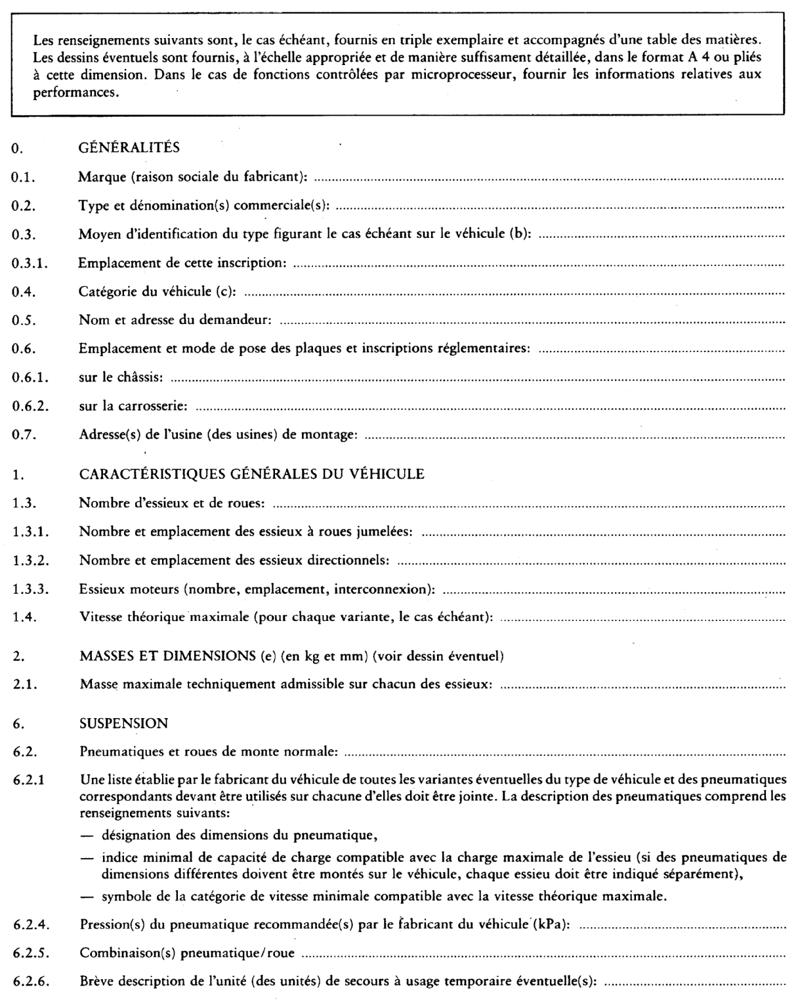 Les renseignements suivants sont, le cas échéant, fournis en triple exemplaire et accompagnés d'une table des matières.
Les dessins éventuels sont fournis, à l'échelle appropriée et de manière suffisament détaillée, dans le format A 4 ou pliés
à cette dimension. Dans le cas de fonctions contrôlées par microprocesseur, fournir les informations relatives aux
performances.
0. GÉNÉRALITÉS
0.1. Marque (raison sociale du fabricant): ........................................
0.2. Type et dénomination(s) commerciale(s): ........................................
0.3. Moyen d'identification du type figurant le cas échéant sur le véhicule (b): ........................................
0.3.1. Emplacement de cette inscription: ........................................
0.4. Catégorie du véhicule (c): ........................................
0.5. Nom et adresse du demandeur: ........................................
0.6. Emplacement et mode de pose des plaques et inscriptions réglementaires: ........................................
0.6.1. sur le châssis: ........................................
0.6.2. sur la carrosserie: ........................................
0.7. Adresse(s) de l'usine (des usines) de montage: ........................................
1. CARACTÉRISTIQUES GÉNÉRALES DU VÉHICULE
1.3. Nombre d'essieux et de roues: ........................................
1.3.1. Nombre et emplacement des essieux à roues jumelées: ........................................
1.3.2. Nombre et emplacement des essieux directionnels: ........................................
1.3.3. Essieux moteurs (nombre, emplacement, interconnexion): ........................................
1.4. Vitesse théorique maximale (pour chaque variante, le cas échéant): ........................................
2. MASSES ET DIMENSIONS (e) (en kg et mm) (voir dessin éventuel)
2.1. Masse maximale techniquement admissible sur chacun des essieux: ........................................
6. SUSPENSION
6.2. Pneumatiques et roues de monte normale: ........................................
6.2.1 Une liste établie par le fabricant du véhicule de toutes les variantes éventuelles du type de véhicule et des pneumatiques
correspondants devant être utilisés sur chacune d'elles doit être jointe. La description des pneumatiques comprend les
renseignements suivants:
— désignation des dimensions du pneumatique,
— indice minimal de capacité de charge compatible avec la charge maximale de l'essieu (si des pneumatiques de
dimensions différentes doivent être montés sur le véhicule, chaque essieu doit être indiqué séparément),
— symbole de la catégorie de vitesse minimale compatible avec la vitesse théorique maximale.
6.2.4. Pression(s) du pneumatique recommandée(s) par le fabricant du véhicule (kPa): ........................................
6.2.5. Combinaison(s) pneumatique/roue ........................................
6.2.6. Brève description de l'unité (des unités) de secours à usage temporaire éventuelle(s): ........................................